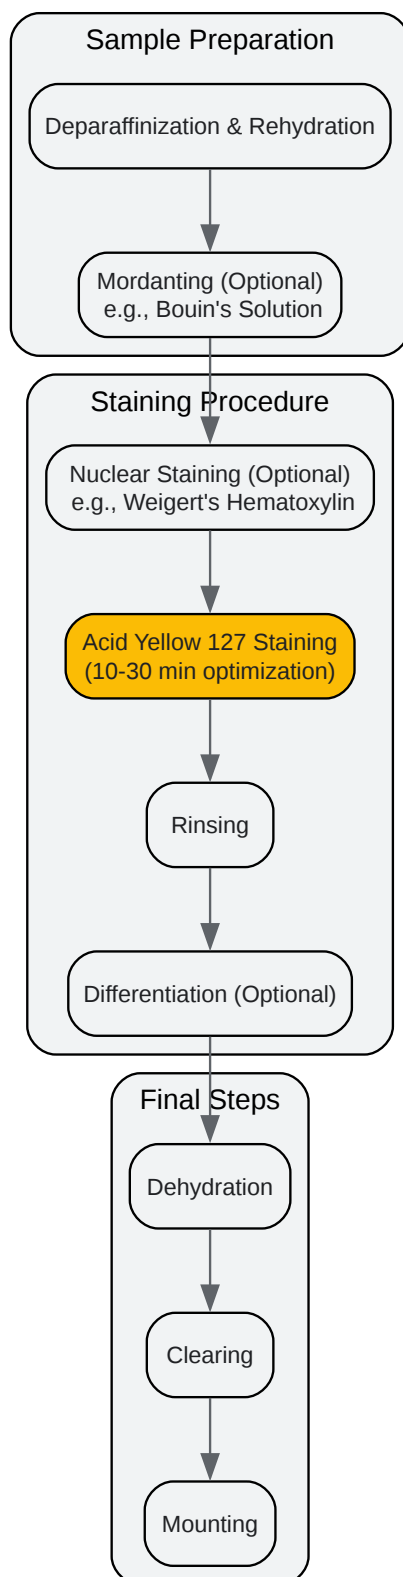 Sample Preparation
Deparaffinization & Rehydration
Mordanting (Optional)
e.g., Bouin's Solution
Staining Procedure
Nuclear Staining (Optional)
e.g., Weigert's Hematoxylin
Acid Yellow 127 Staining
(10-30 min optimization)
Rinsing
Differentiation (Optional)
Final Steps
Dehydration
Clearing
Mounting